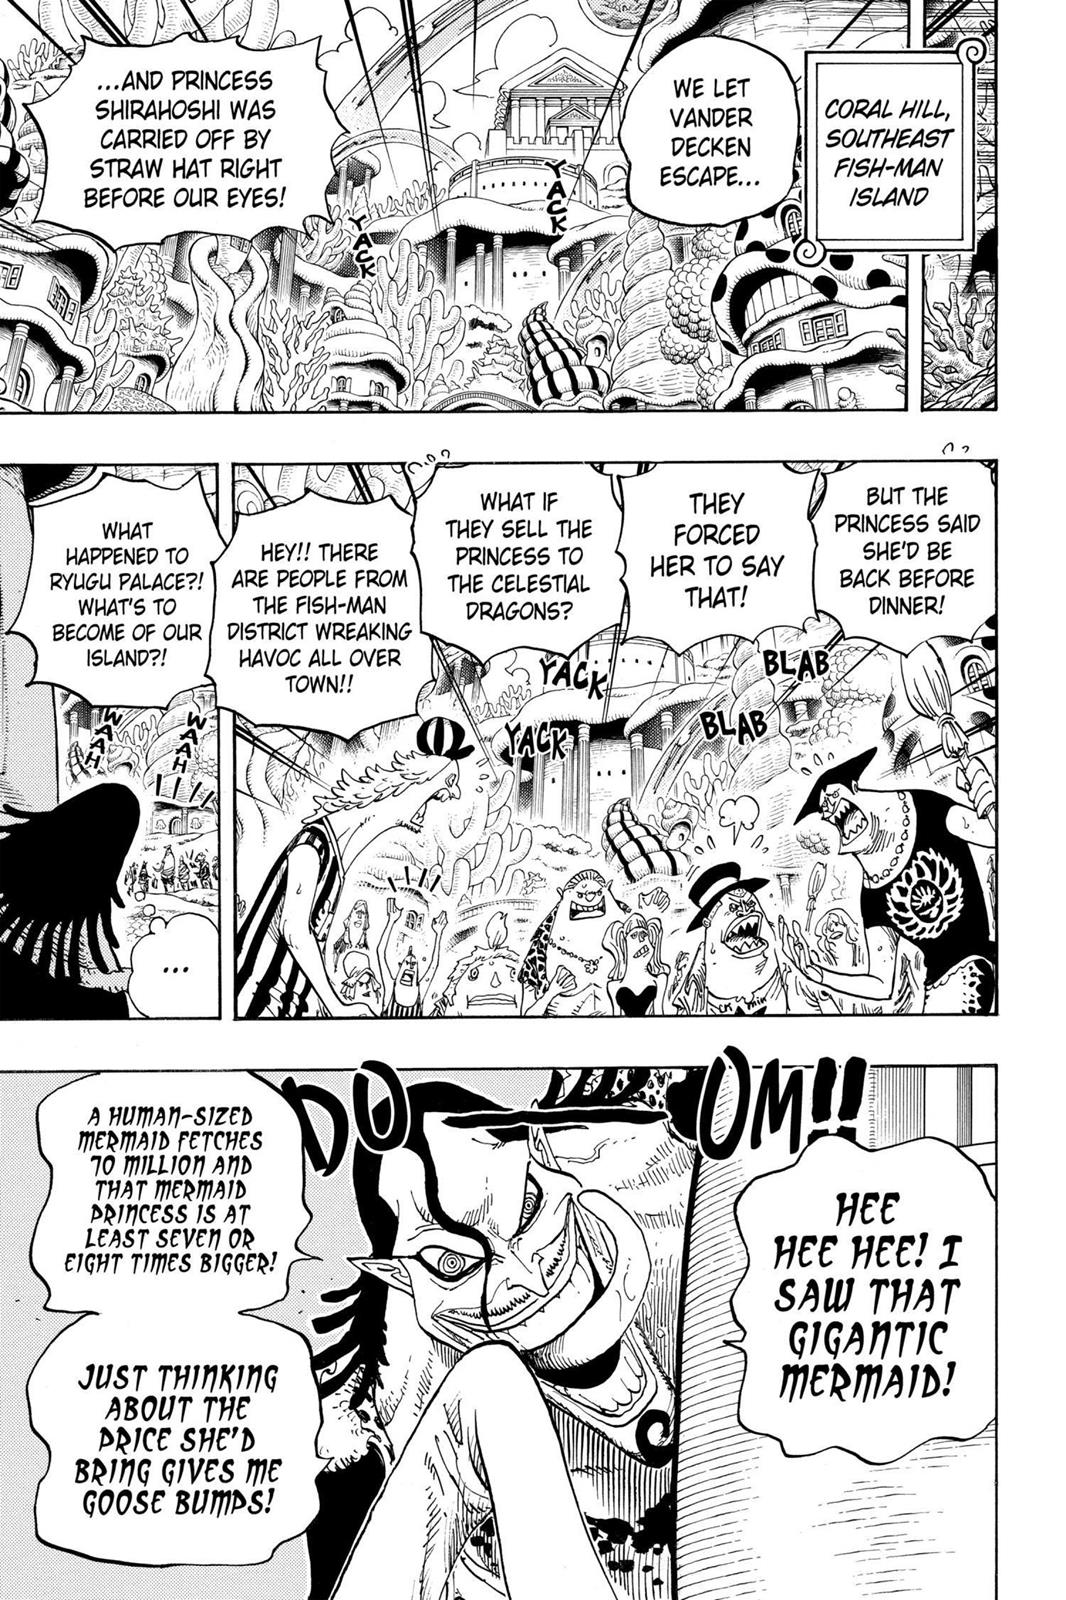 CORAL HILL,
SOUTHEAST
FISH-MAN
ISLAND
WE LET
VANDER
DECKEN
ESCAPE...
YACK
YACK
...AND PRINCESS
SHIRAHOSHI WAS
CARRIED OFF BY
STRAW HAT RIGHT
BEFORE OUR EYES!
BUT THE
PRINCESS SAID
SHE'D BE
BACK BEFORE
DINNER!
THEY
FORCED
HER TO SAY
THAT!
WHAT IF
THEY SELL THE
PRINCESS TO
THE CELESTIAL
DRAGONS?
HEY!! THERE
ARE PEOPLE FROM
THE FISH-MAN
DISTRICT WREAKING
HAVOC ALL OVER
TOWN!!
BLAB
BLAB
YACK
YACK
WHAT
HAPPENED TO
RYUGU PALACE?!
WHAT'S TO
BECOME OF OUR
ISLAND?!
WAAH
WAAH
...
DOOM!!
HEE
HEE HEE! I
SAW THAT
GIGANTIC
MERMAID!
A HUMAN-SIZED
MERMAID FETCHES
70 MILLION AND
THAT MERMAID
PRINCESS IS AT
LEAST SEVEN OR
EIGHT TIMES BIGGER!
JUST THINKING
ABOUT THE
PRICE SHE'D
BRING GIVES ME
GOOSE BUMPS!